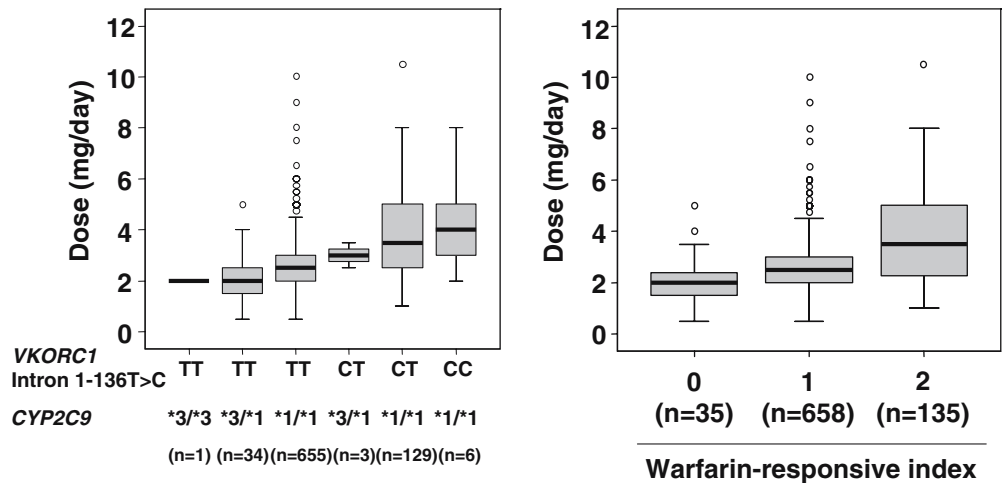 Dose (mg/day)
12
10
8
6
4
2
0
VKORC1
Intron 1-136T>C
TT TT TT CT CT CC
CYP2C9
*3/*3 *3/*1 *1/*1 *3/*1 *1/*1 *1/*1
(n=1) (n=34) (n=655) (n=3) (n=129) (n=6)
Dose (mg/day)
12
10
8
6
4
2
0
0 1 2
(n=35) (n=658) (n=135)
Warfarin-responsive index